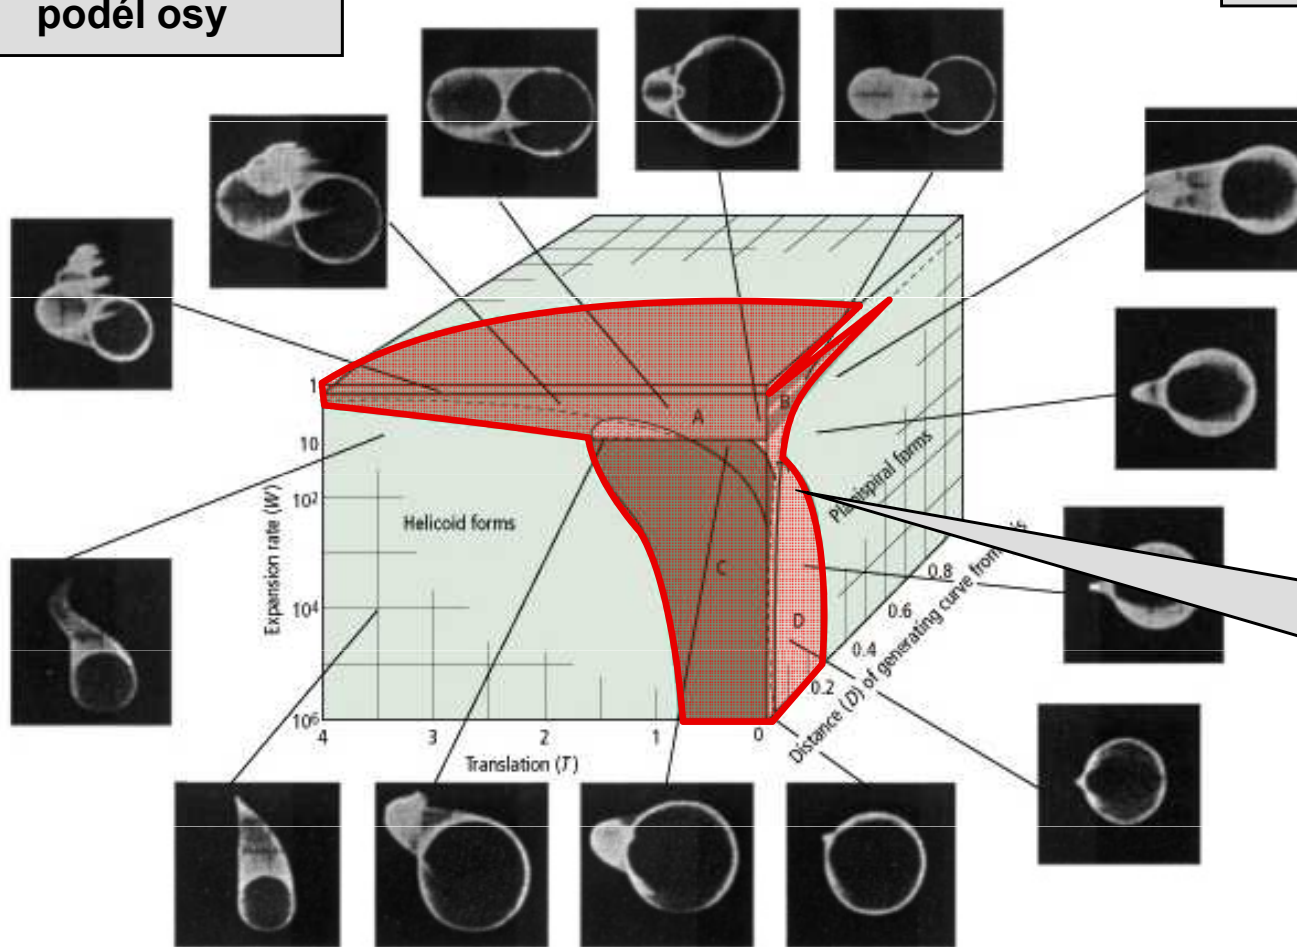 podél osy
1
10
10²
10⁴
10⁶
Expansion rate (W)
A
B
C
D
Helicoid forms
Planispiral forms
4
3
2
1
0
Translation (T)
0.2
0.4
0.6
0.8
Distance (D) of generating curve from